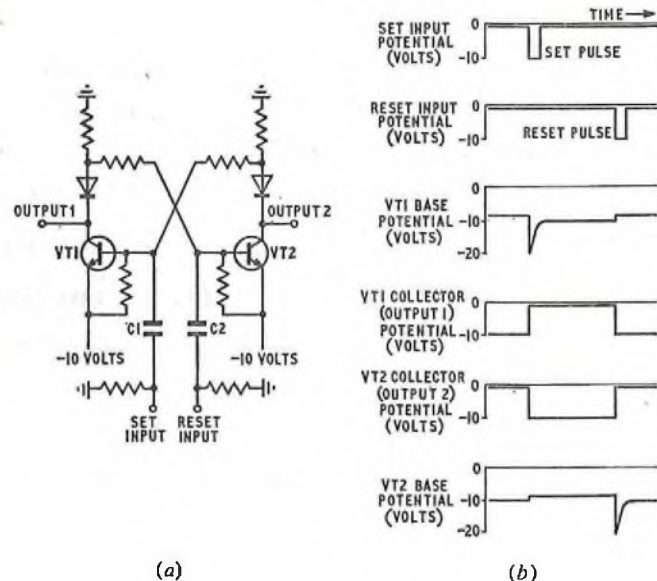 OUTPUT 1
OUTPUT 2
VT1
VT2
C1
C2
-10 VOLTS
-10 VOLTS
SET
INPUT
RESET
INPUT
(a)
TIME
SET INPUT
POTENTIAL
(VOLTS)
0
-10
SET PULSE
RESET INPUT
POTENTIAL
(VOLTS)
0
-10
RESET PULSE
VT1 BASE
POTENTIAL
(VOLTS)
0
-10
-20
VT1 COLLECTOR
(OUTPUT 1)
POTENTIAL
(VOLTS)
0
-10
VT2 COLLECTOR
(OUTPUT 2)
POTENTIAL
(VOLTS)
0
-10
VT2 BASE
POTENTIAL
(VOLTS)
0
-10
-20
(b)